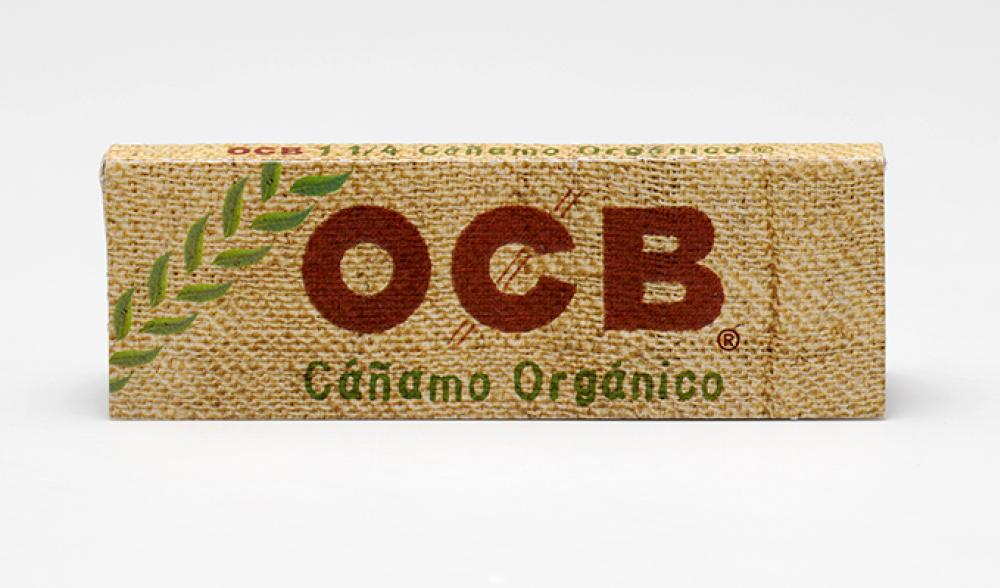 OCB 1 1/4 Cáñamo Orgánico ®
OCB ®
Cáñamo Orgánico